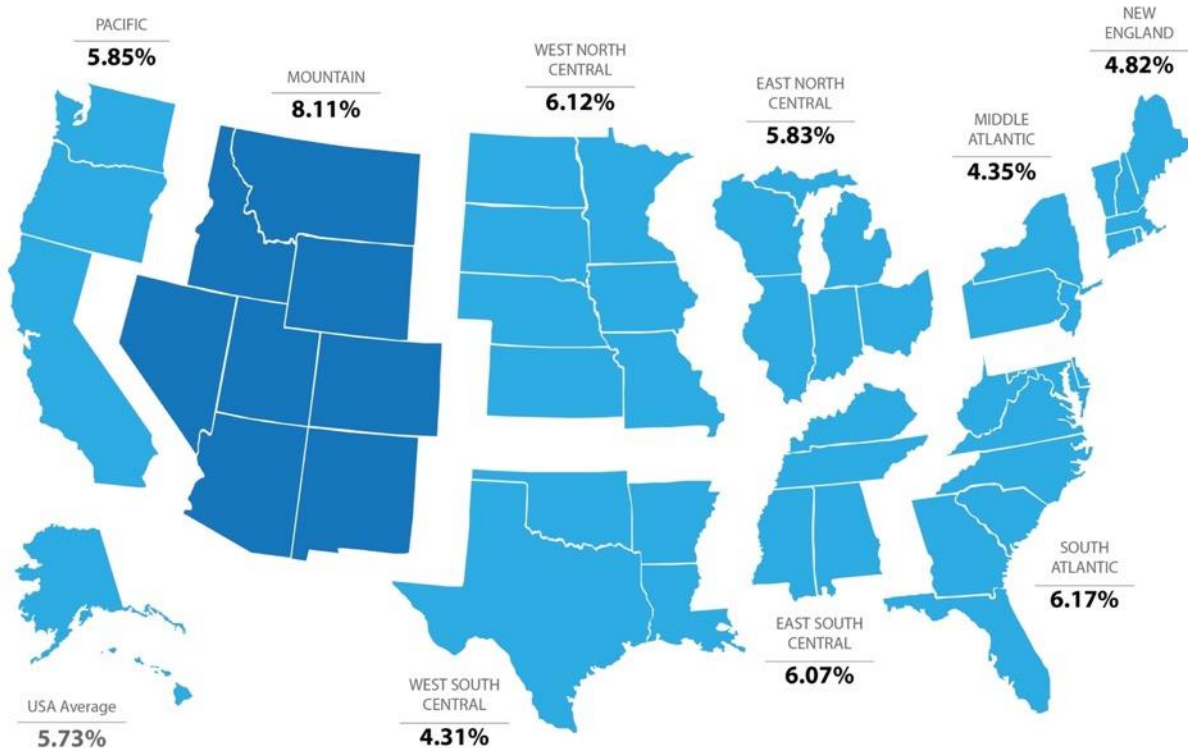 PACIFIC
5.85%
MOUNTAIN
8.11%
WEST NORTH
CENTRAL
6.12%
EAST NORTH
CENTRAL
5.83%
MIDDLE
ATLANTIC
4.35%
NEW
ENGLAND
4.82%
SOUTH
ATLANTIC
6.17%
EAST SOUTH
CENTRAL
6.07%
WEST SOUTH
CENTRAL
4.31%
USA Average
5.73%